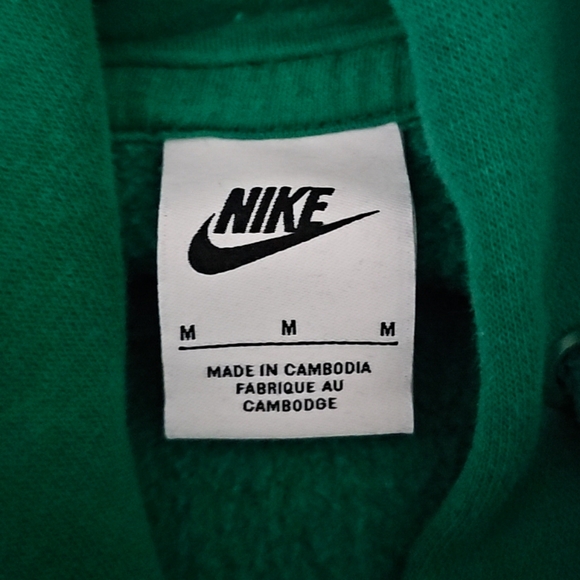 NIKE
M M M
MADE IN CAMBODIA
FABRIQUE AU
CAMBODGE